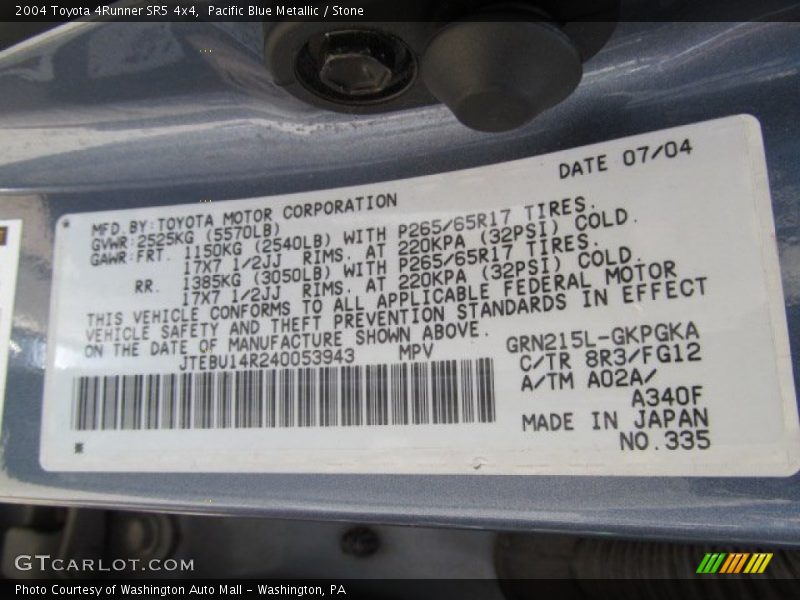 2004 Toyota 4Runner SR5 4x4, Pacific Blue Metallic / Stone
DATE 07/04
MFD.BY:TOYOTA MOTOR CORPORATION
GVWR:2525KG (5570LB)
GAWR:FRT. 1150KG (2540LB) WITH P265/65R17 TIRES.
17X7 1/2JJ RIMS. AT 220KPA (32PSI) COLD.
RR. 1385KG (3050LB) WITH P265/65R17 TIRES.
17X7 1/2JJ RIMS. AT 220KPA (32PSI) COLD.
THIS VEHICLE CONFORMS TO ALL APPLICABLE FEDERAL MOTOR
VEHICLE SAFETY AND THEFT PREVENTION STANDARDS IN EFFECT
ON THE DATE OF MANUFACTURE SHOWN ABOVE.
JTEBU14R240053943 MPV
GRN215L-GKPGKA
C/TR 8R3/FG12
A/TM A02A/
A340F
MADE IN JAPAN
NO.335
GTCARLOT.COM
Photo Courtesy of Washington Auto Mall - Washington, PA